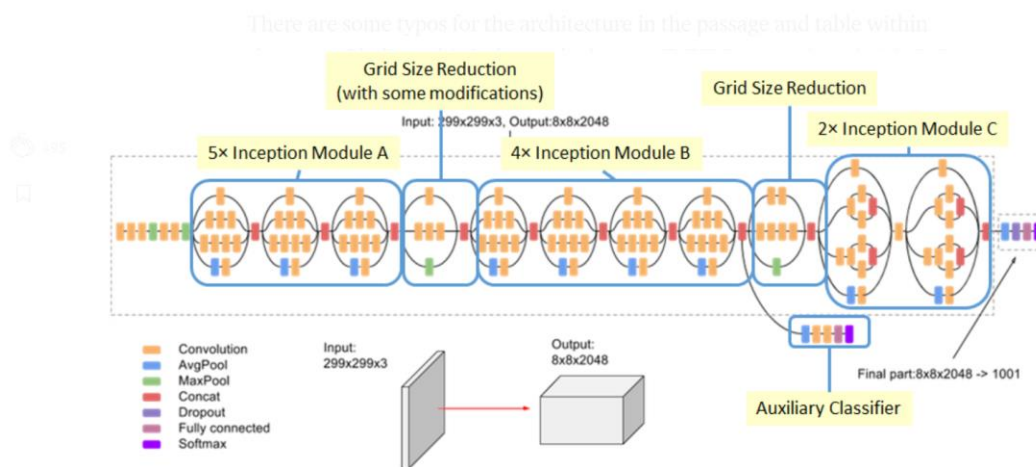 There are some typos for the architecture in the passage and table within
Grid Size Reduction
(with some modifications)
Grid Size Reduction
Input: 299x299x3, Output:8x8x2048
5× Inception Module A
4× Inception Module B
2× Inception Module C
Convolution
AvgPool
MaxPool
Concat
Dropout
Fully connected
Softmax
Input:
299x299x3
Output:
8x8x2048
Final part:8x8x2048 -> 1001
Auxiliary Classifier